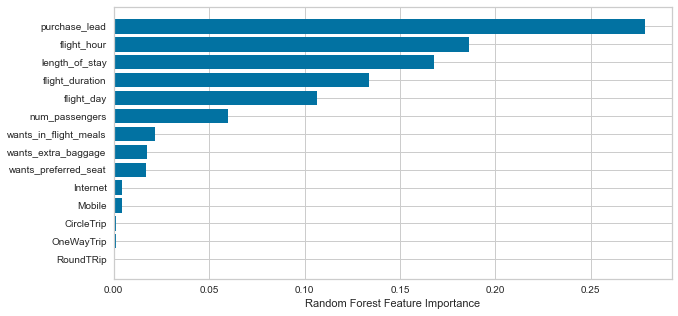 purchase_lead
flight_hour
length_of_stay
flight_duration
flight_day
num_passengers
wants_in_flight_meals
wants_extra_baggage
wants_preferred_seat
Internet
Mobile
CircleTrip
OneWayTrip
RoundTRip
0.00 0.05 0.10 0.15 0.20 0.25
Random Forest Feature Importance